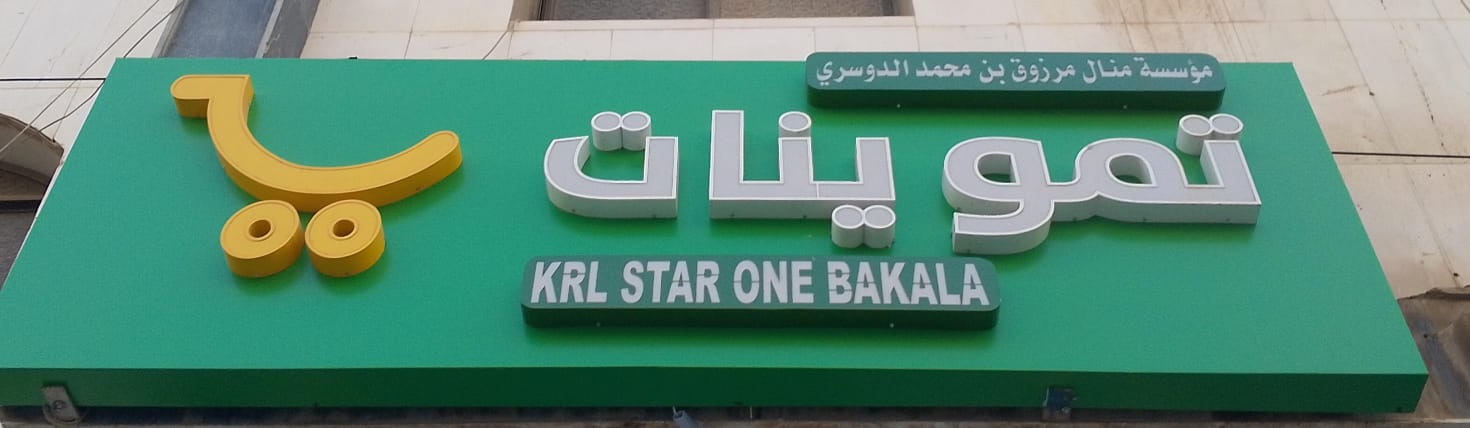 مؤسسة منال مرزوق بن محمد الدوسري
تموينات
KRL STAR ONE BAKALA